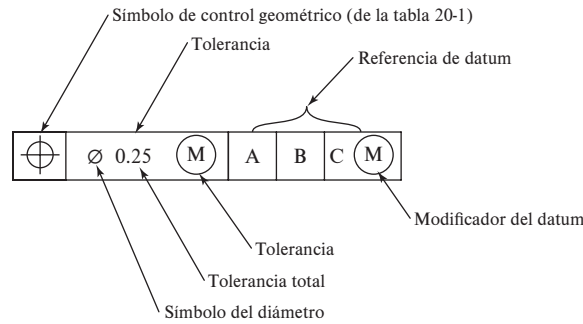 Símbolo de control geométrico (de la tabla 20-1)
Tolerancia
Referencia de datum
∅ 0.25 M A B C M
Modificador del datum
Tolerancia
Tolerancia total
Símbolo del diámetro